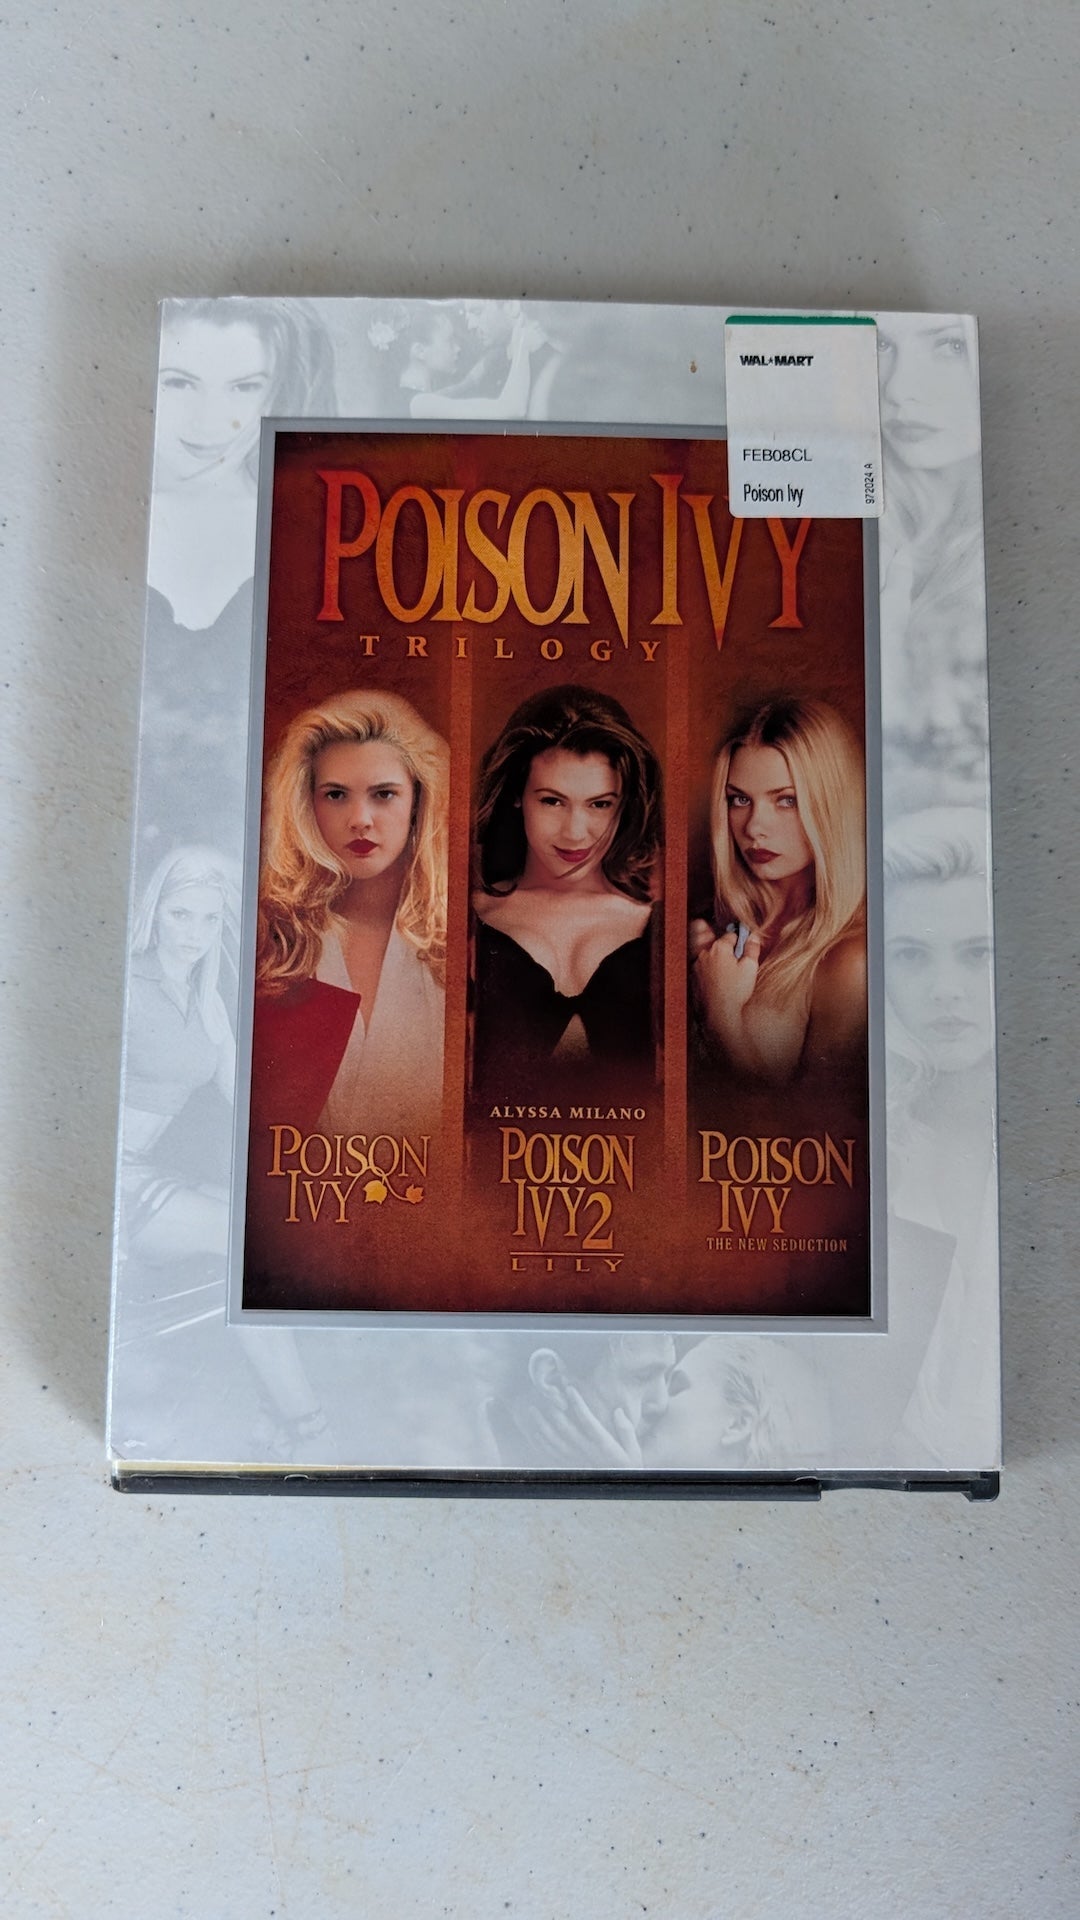 WAL★MART
FEB08CL
Poison Ivy
972024 A
POISON IVY
TRILOGY
POISON
IVY
ALYSSA MILANO
POISON
IVY 2
LILY
POISON
IVY
THE NEW SEDUCTION